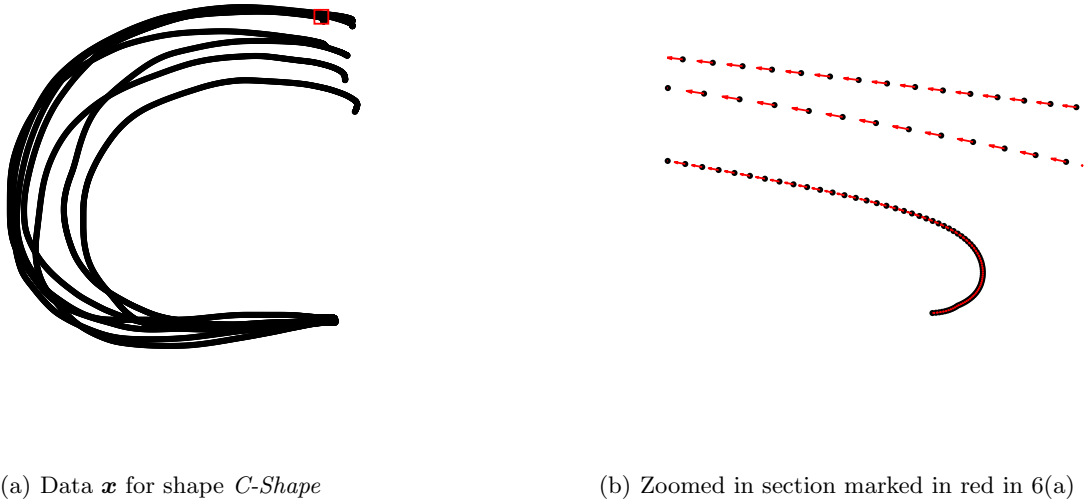 (a) Data x for shape C-Shape
(b) Zoomed in section marked in red in 6(a)